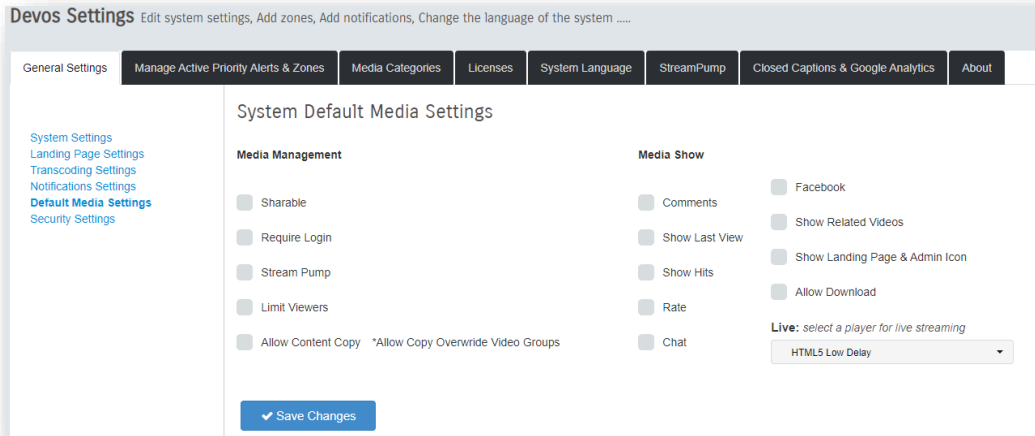 Devos Settings Edit system settings, Add zones, Add notifications, Change the language of the system .....
General Settings Manage Active Priority Alerts & Zones Media Categories Licenses System Language StreamPump Closed Captions & Google Analytics About
System Settings
Landing Page Settings
Transcoding Settings
Notifications Settings
Default Media Settings
Security Settings
System Default Media Settings
Media Management
Sharable
Require Login
Stream Pump
Limit Viewers
Allow Content Copy *Allow Copy Overwride Video Groups
Media Show
Comments
Show Last View
Show Hits
Rate
Chat
Facebook
Show Related Videos
Show Landing Page & Admin Icon
Allow Download
Live: select a player for live streaming
HTML5 Low Delay
Save Changes